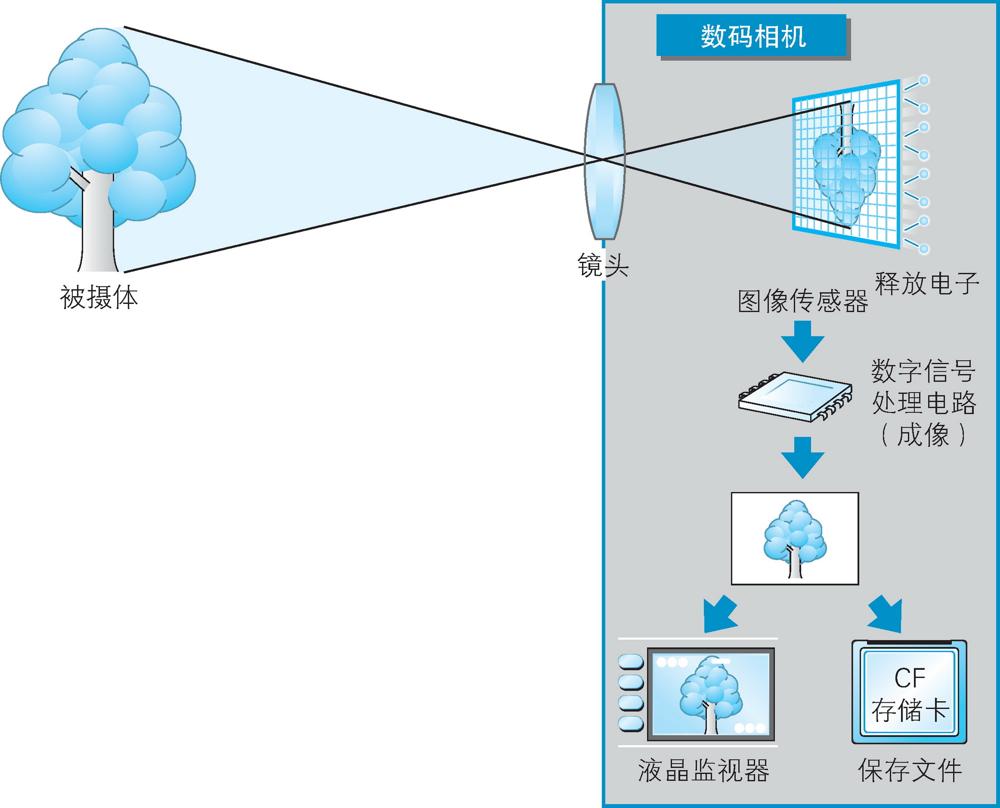 数码相机
镜头
被摄体
释放电子
图像传感器
数字信号
处理电路
（成像）
CF
存储卡
液晶监视器
保存文件